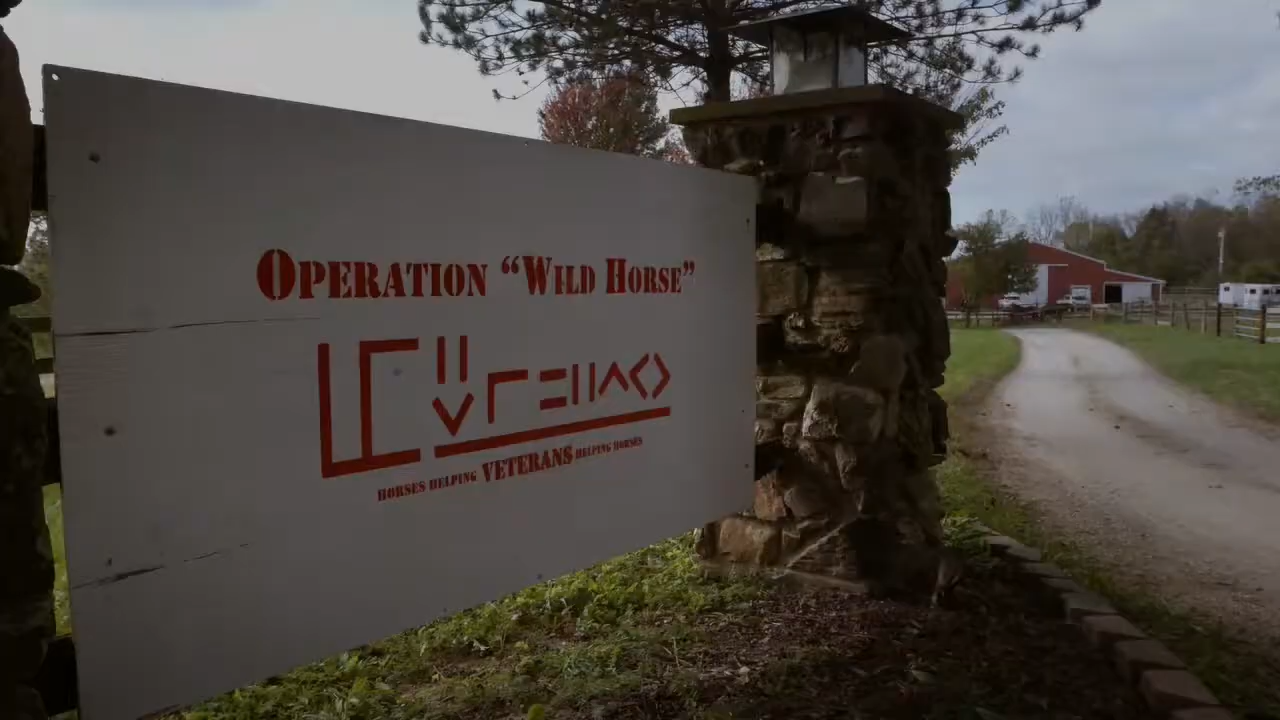 OPERATION “WILD HORSE”
HORSES HELPING VETERANS HELPING HORSES